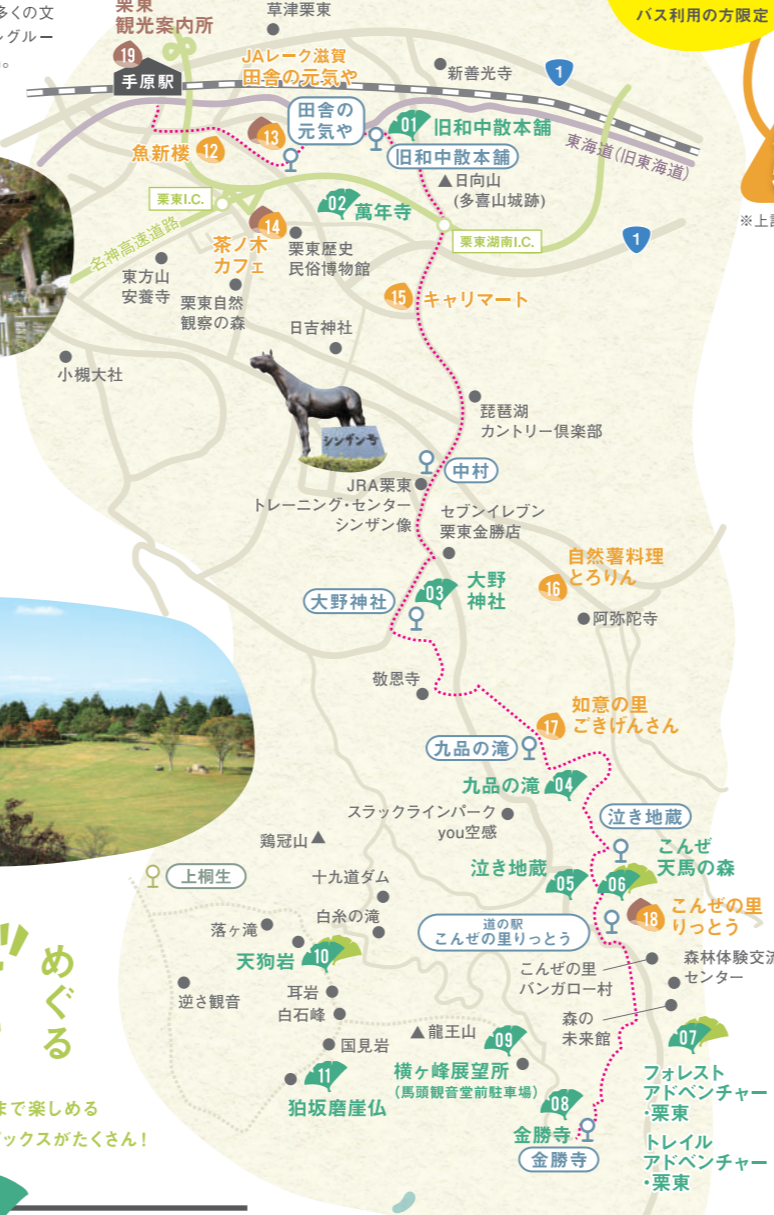 多くの文
ングルー
。
栗東
観光案内所
19
手原駅
草津栗東
バス利用の方限定
JAレーク滋賀
田舎の元気や
新善光寺
1
田舎の
元気や
13
01 旧和中散本舗
旧和中散本舗
東海道(旧東海道)
魚新楼 12
▲日向山
(多喜山城跡)
栗東I.C.
02 萬年寺
栗東湖南I.C.
1
※上記
名神高速道路
14
茶ノ木
カフェ
栗東歴史
民俗博物館
東方山
安養寺
栗東自然
観察の森
15 キャリマート
日吉神社
小槻大社
シンザン号
琵琶湖
カントリー倶楽部
中村
JRA栗東
トレーニング・センター
シンザン像
セブンイレブン
栗東金勝店
自然薯料理
とろりん
16
大野神社
03 大野
神社
阿弥陀寺
敬恩寺
如意の里
ごきげんさん
17
九品の滝
九品の滝 04
スラックラインパーク
you空感
泣き地蔵
鶏冠山
こんぜ
天馬の森
上桐生
十九道ダム
泣き地蔵 05
06
白糸の滝
道の駅
こんぜの里りっとう
18 こんぜの里
りっとう
落ヶ滝
天狗岩 10
こんぜの里
バンガロー村
森林体験交流
センター
逆さ観音
耳岩
白石峰
森の
未来館
国見岩
▲龍王山
09
07
横ヶ峰展望所
(馬頭観音堂前駐車場)
フォレスト
アドベンチャー
・栗東
11
狛坂磨崖仏
08
金勝寺
金勝寺
トレイル
アドベンチャー
・栗東
めぐる
まで楽しめる
ックスがたくさん!